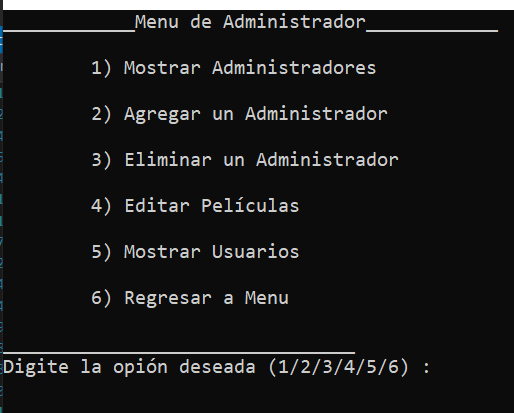 ____________Menu de Administrador____________
1) Mostrar Administradores
2) Agregar un Administrador
3) Eliminar un Administrador
4) Editar Películas
5) Mostrar Usuarios
6) Regresar a Menu
________________________________
Digite la opión deseada (1/2/3/4/5/6) :